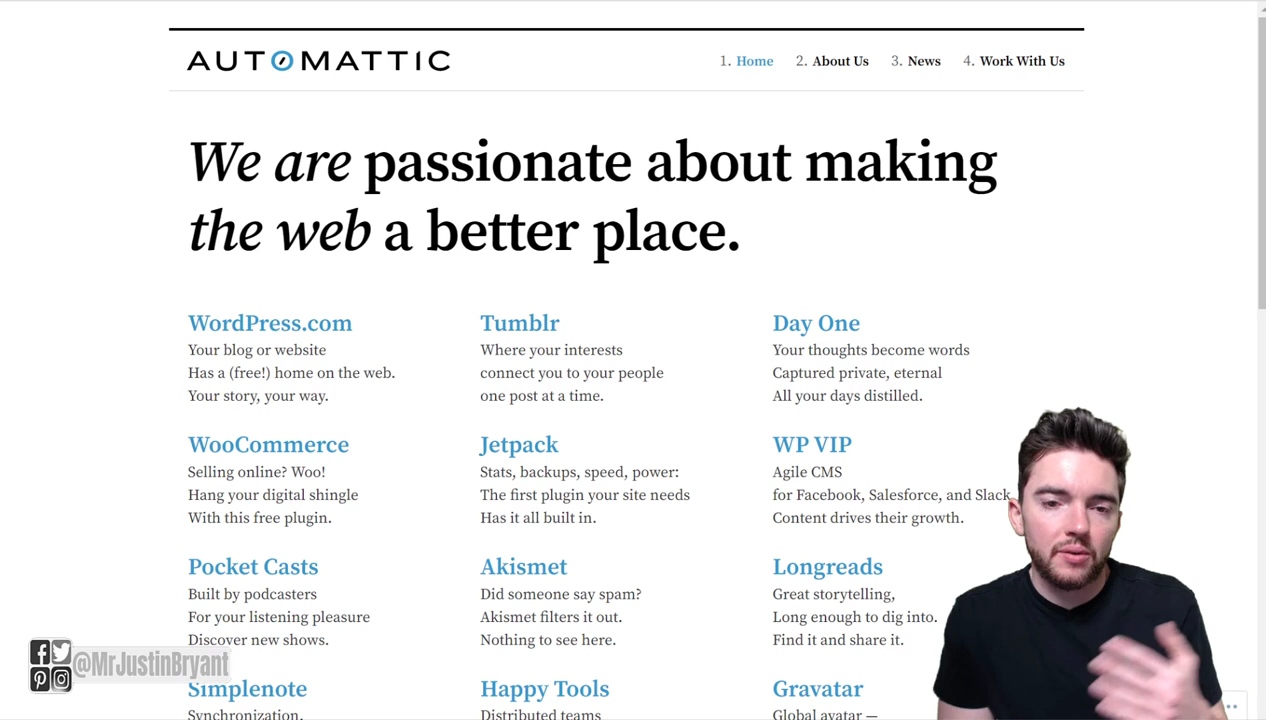 AUTOMATTIC
1. Home 2. About Us 3. News 4. Work With Us
We are passionate about making
the web a better place.
WordPress.com
Your blog or website
Has a (free!) home on the web.
Your story, your way.
Tumblr
Where your interests
connect you to your people
one post at a time.
Day One
Your thoughts become words
Captured private, eternal
All your days distilled.
WooCommerce
Selling online? Woo!
Hang your digital shingle
With this free plugin.
Jetpack
Stats, backups, speed, power:
The first plugin your site needs
Has it all built in.
WP VIP
Agile CMS
for Facebook, Salesforce, and Slack
Content drives their growth.
Pocket Casts
Built by podcasters
For your listening pleasure
Discover new shows.
Akismet
Did someone say spam?
Akismet filters it out.
Nothing to see here.
Longreads
Great storytelling,
Long enough to dig into.
Find it and share it.
@MrJustinBryant
Simplenote
Synchronization.
Happy Tools
Distributed teams
Gravatar
Global avatar —